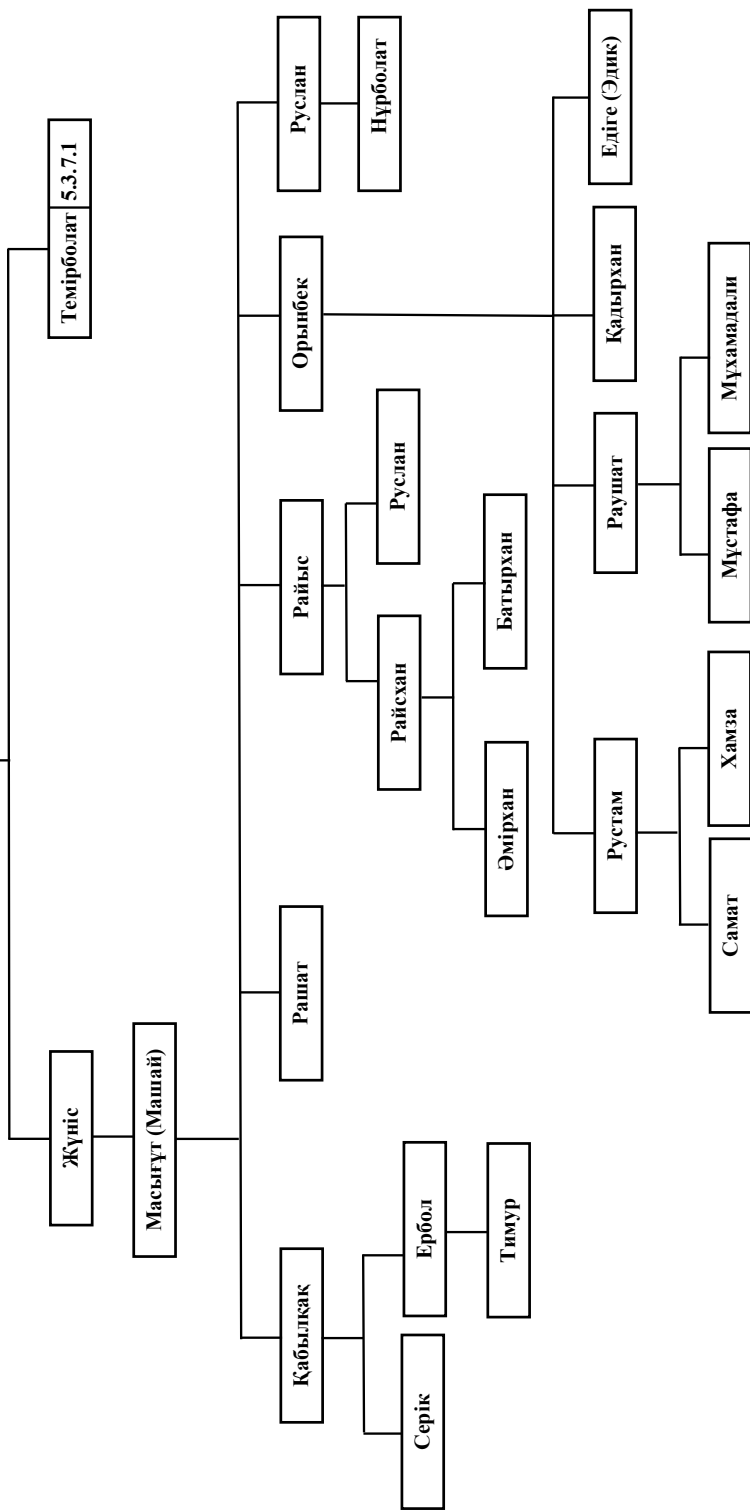 Жүніс
Темірболат 5.3.7.1
Масығұт (Машай)
Қабылқақ
Рашат
Райыс
Орынбек
Руслан
Серік
Ербол
Райсхан
Руслан
Нұрболат
Тимур
Әмірхан
Батырхан
Рустам
Раушат
Қадырхан
Едіге (Эдик)
Самат
Хамза
Мұстафа
Мұхамадали